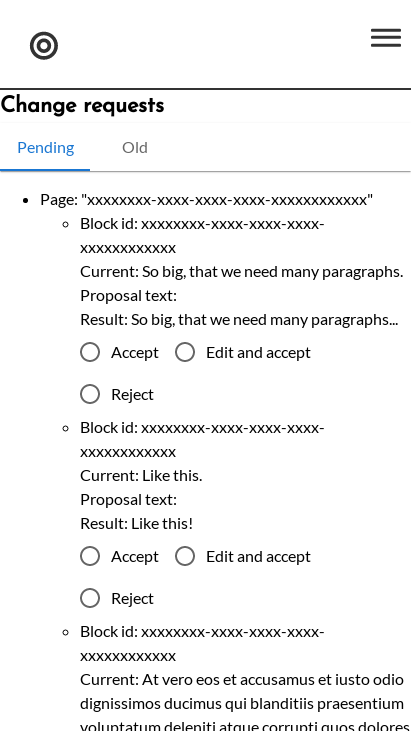 Change requests
Pending
Old
Page: "xxxxxxxx-xxxx-xxxx-xxxx-xxxxxxxxxxxx"
Block id: xxxxxxxx-xxxx-xxxx-xxxx-
xxxxxxxxxxxx
Current: So big, that we need many paragraphs.
Proposal text:
Result: So big, that we need many paragraphs...
Accept
Edit and accept
Reject
Block id: xxxxxxxx-xxxx-xxxx-xxxx-
xxxxxxxxxxxx
Current: Like this.
Proposal text:
Result: Like this!
Accept
Edit and accept
Reject
Block id: xxxxxxxx-xxxx-xxxx-xxxx-
xxxxxxxxxxxx
Current: At vero eos et accusamus et iusto odio
dignissimos ducimus qui blanditiis praesentium
voluptatum deleniti atque corrupti quos dolores